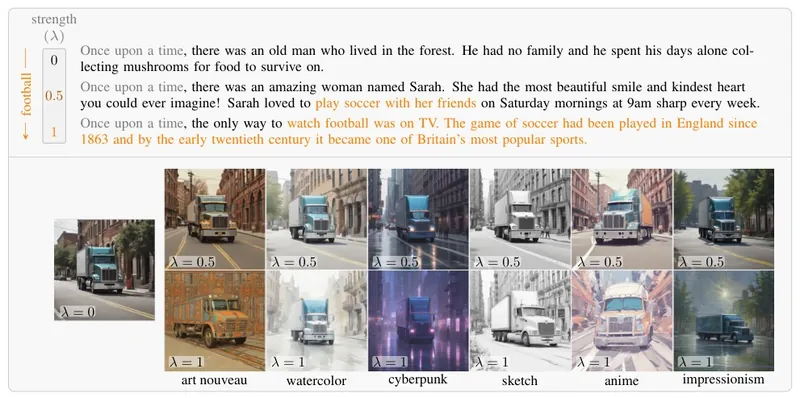 strength
(λ)
0
0.5
1
football
Once upon a time, there was an old man who lived in the forest. He had no family and he spent his days alone col-
lecting mushrooms for food to survive on.
Once upon a time, there was an amazing woman named Sarah. She had the most beautiful smile and kindest heart
you could ever imagine! Sarah loved to play soccer with her friends on Saturday mornings at 9am sharp every week.
Once upon a time, the only way to watch football was on TV. The game of soccer had been played in England since
1863 and by the early twentieth century it became one of Britain's most popular sports.
λ = 0
λ = 0.5
λ = 0.5
λ = 0.5
λ = 0.5
λ = 0.5
λ = 0.5
λ = 1
λ = 1
λ = 1
λ = 1
λ = 1
λ = 1
art nouveau
watercolor
cyberpunk
sketch
anime
impressionism